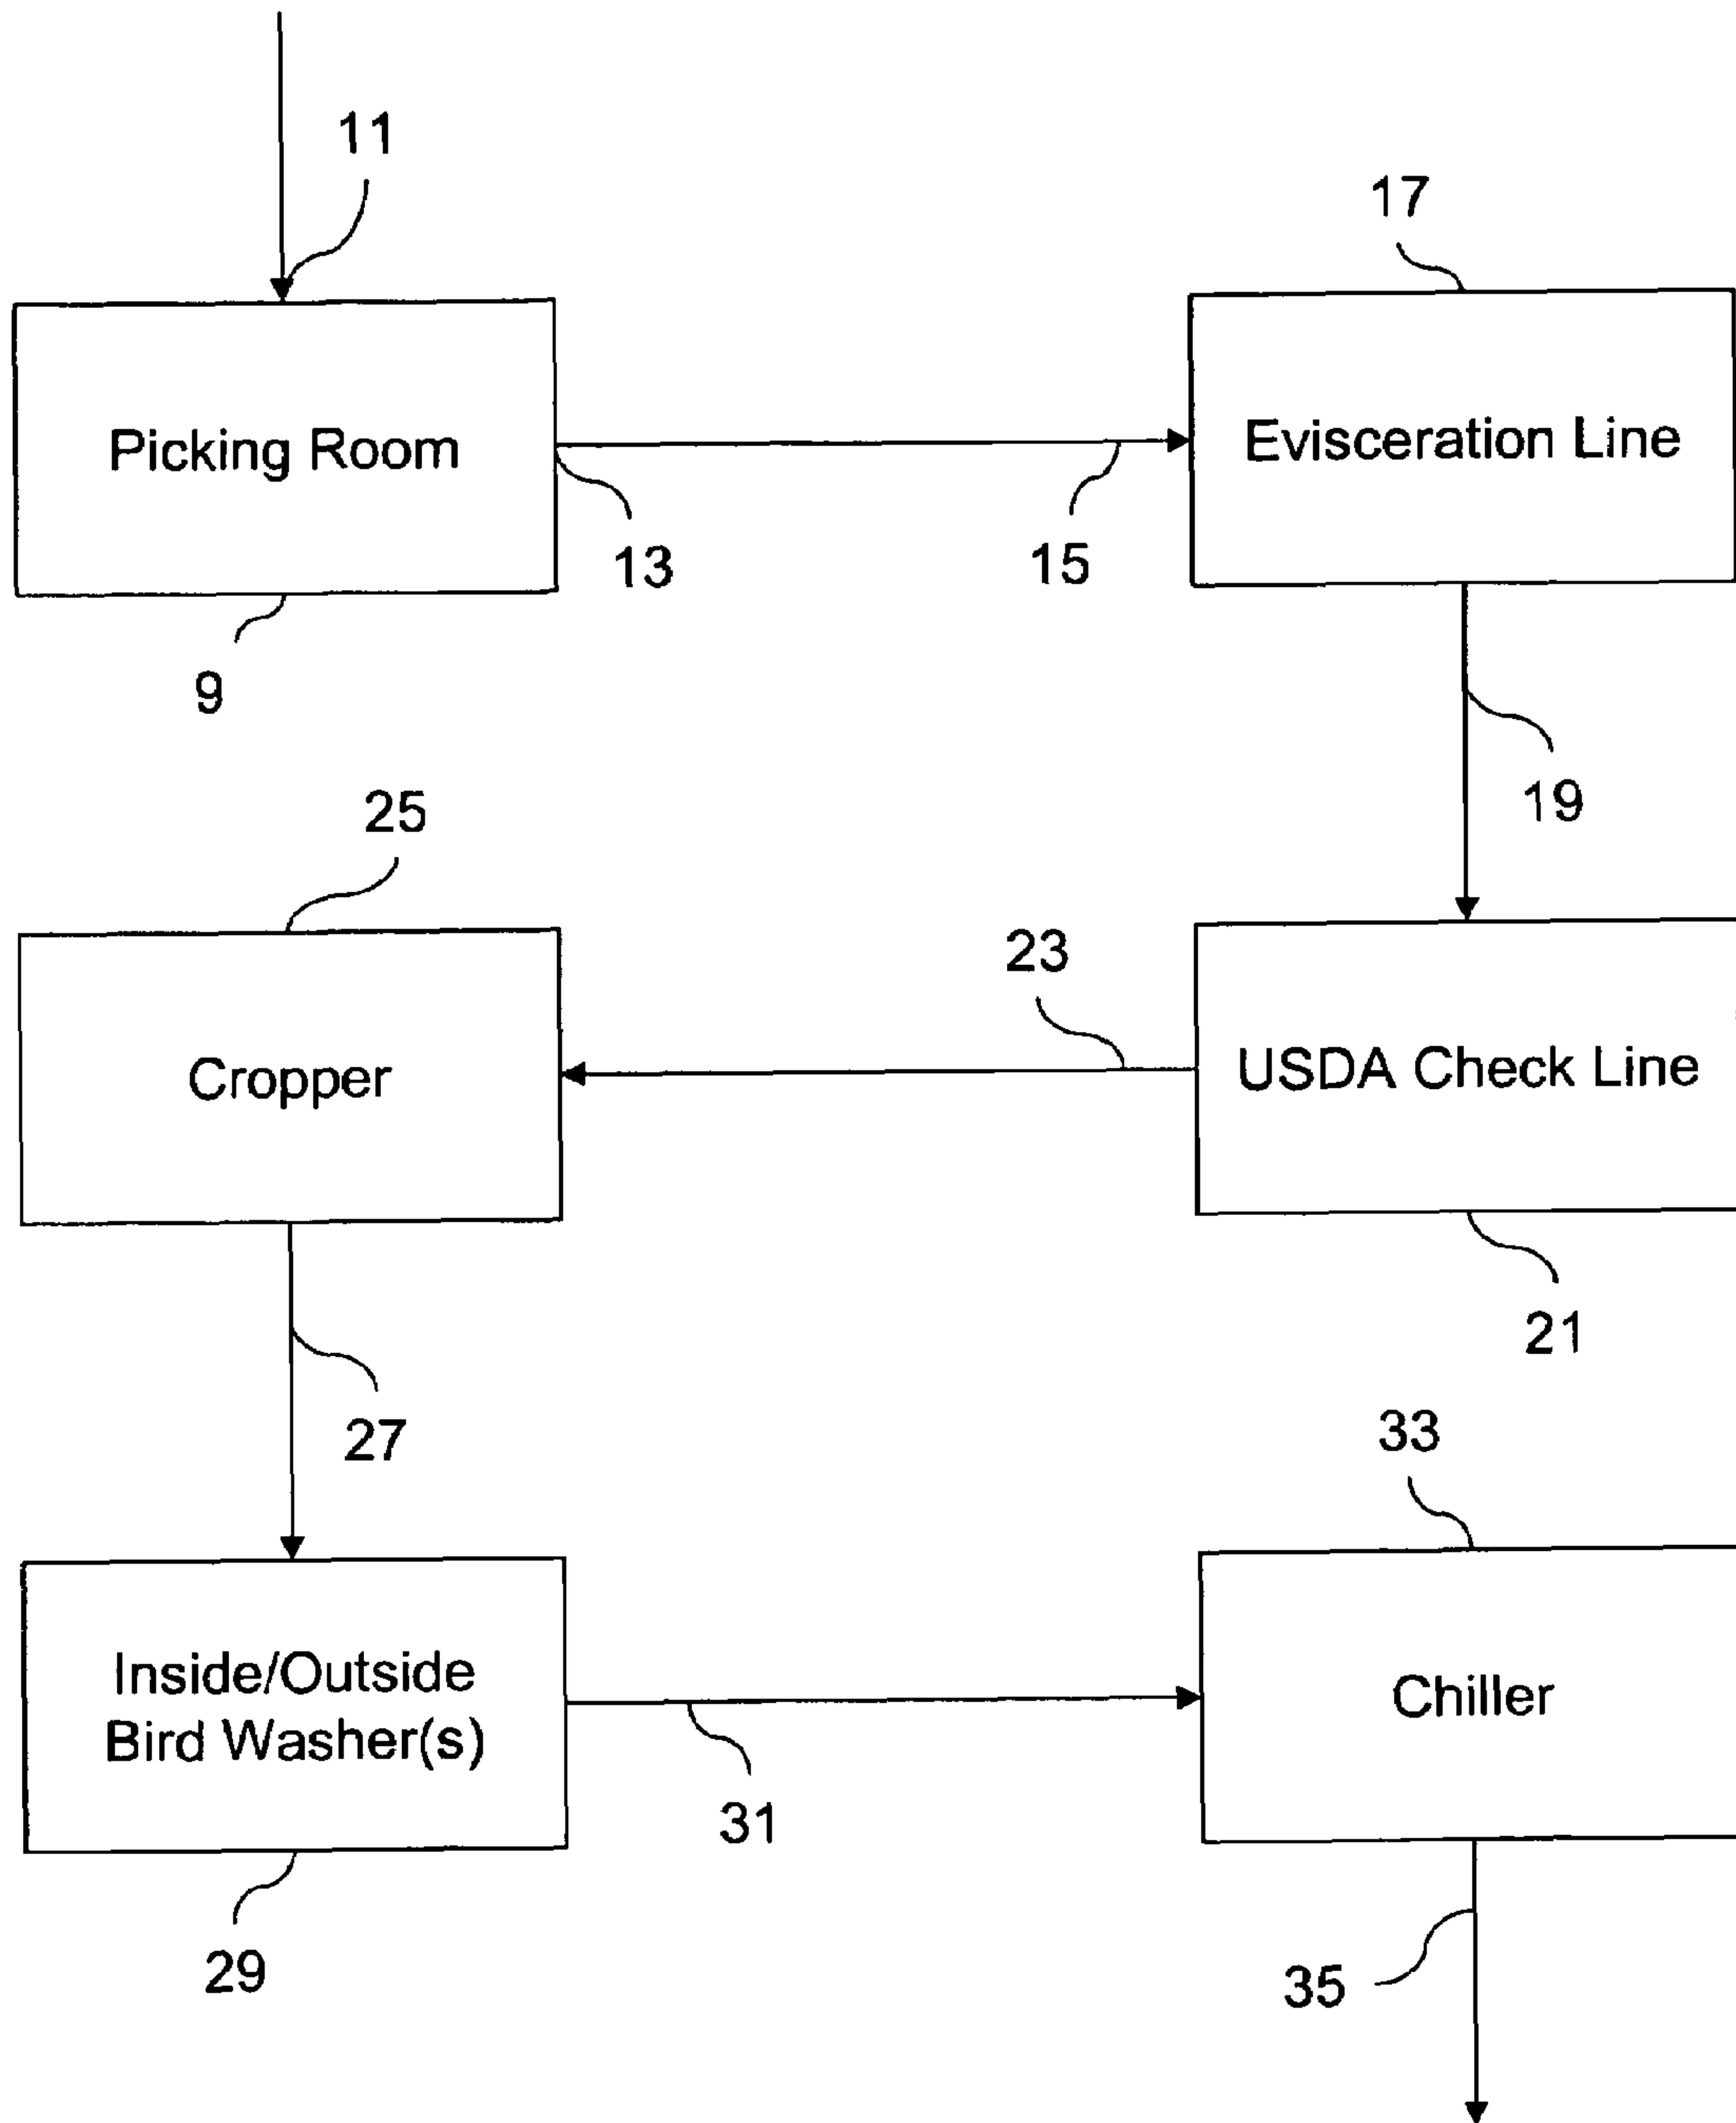 11
17
Picking Room
Evisceration Line
13
15
9
19
25
23
Cropper
USDA Check Line
21
27
33
Inside/Outside
Bird Washer(s)
Chiller
31
29
35